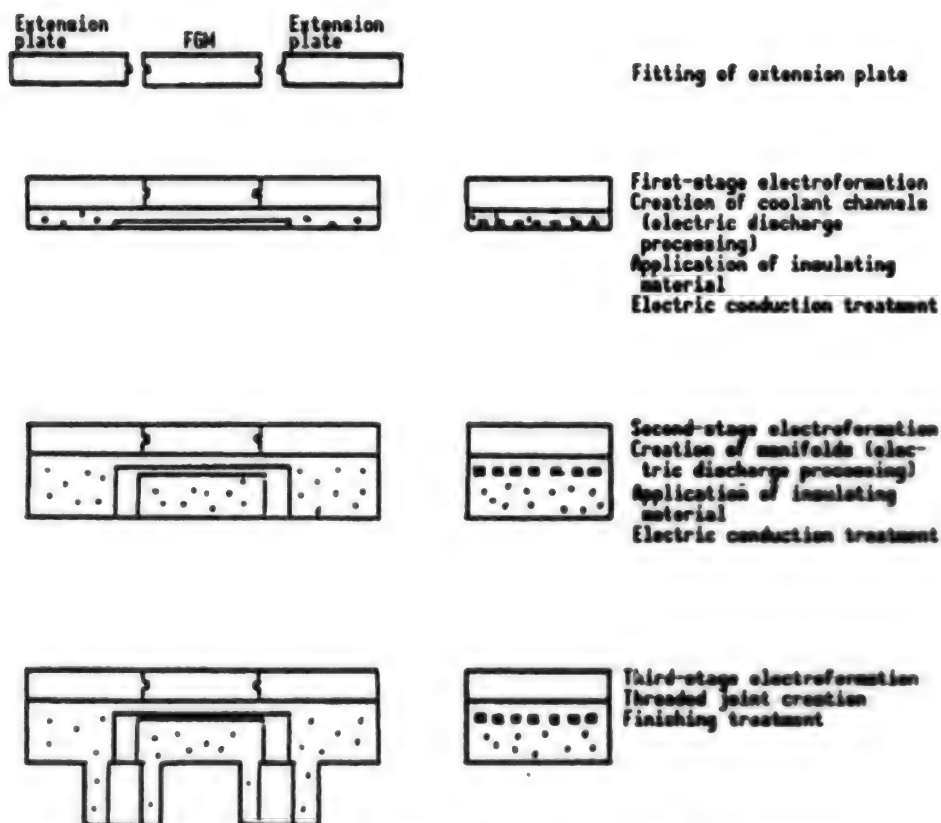 Extension plate
FGM
Extension plate
Fitting of extension plate
First-stage electroformation
Creation of coolant channels
(electric discharge
processing)
Application of insulating
material
Electric conduction treatment
Second-stage electroformation
Creation of manifolds (elec-
tric discharge processing)
Application of insulating
material
Electric conduction treatment
Third-stage electroformation
Threaded joint creation
Finishing treatment